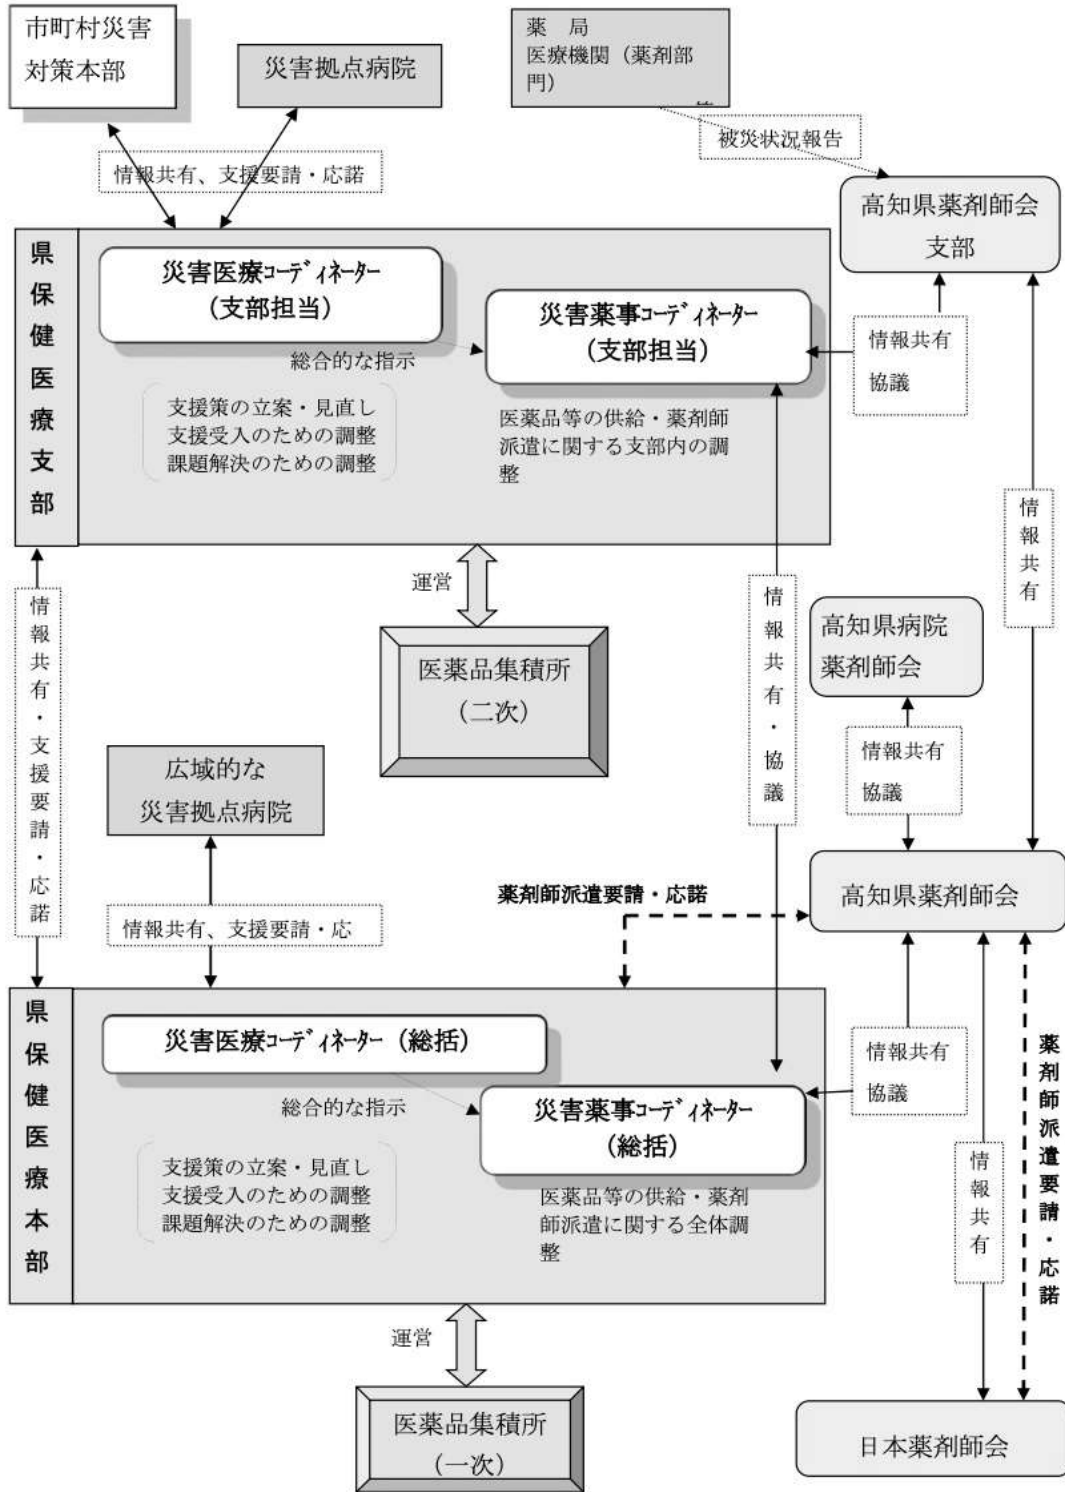 市町村災害
対策本部
災害拠点病院
薬　局
医療機関（薬剤部
門）
被災状況報告
情報共有、支援要請・応諾
高知県薬剤師会
支部
県保健医療支部
災害医療ｺｰﾃﾞｨﾈｰﾀｰ
（支部担当）
災害薬事ｺｰﾃﾞｨﾈｰﾀｰ
（支部担当）
総合的な指示
情報共有
協議
支援策の立案・見直し
支援受入のための調整
課題解決のための調整
医薬品等の供給・薬剤師
派遣に関する支部内の調
整
情報共有
運営
情報共有・支援要請・応諾
情報共有・協議
医薬品集積所
（二次）
高知県病院
薬剤師会
情報共有
協議
広域的な
災害拠点病院
高知県薬剤師会
薬剤師派遣要請・応諾
情報共有、支援要請・応
県保健医療本部
災害医療ｺｰﾃﾞｨﾈｰﾀｰ（総括）
災害薬事ｺｰﾃﾞｨﾈｰﾀｰ
（総括）
総合的な指示
情報共有
協議
支援策の立案・見直し
支援受入のための調整
課題解決のための調整
医薬品等の供給・薬剤
師派遣に関する全体調
整
情報共有
薬剤師派遣要請・応諾
運営
医薬品集積所
（一次）
日本薬剤師会